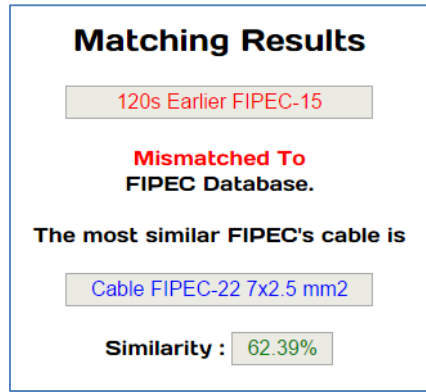 Matching Results
120s Earlier FIPEC-15
Mismatched To
FIPEC Database.
The most similar FIPEC's cable is
Cable FIPEC-22 7x2.5 mm2
Similarity : 62.39%